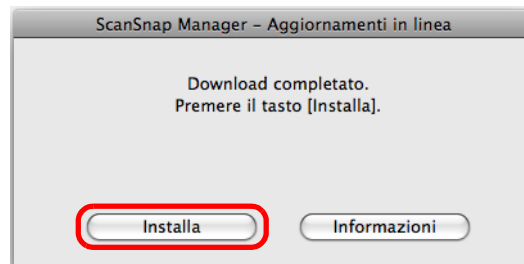 ScanSnap Manager – Aggiornamenti in linea
Download completato.
Premere il tasto [Installa].
Installa
Informazioni